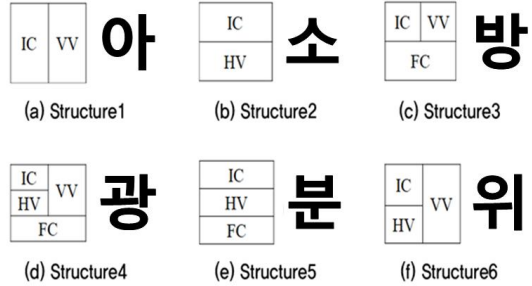 IC VV 아 IC HV 소 IC VV FC 방
(a) Structure1 (b) Structure2 (c) Structure3
IC HV VV FC 광 IC HV FC 분 IC HV VV 위
(d) Structure4 (e) Structure5 (f) Structure6